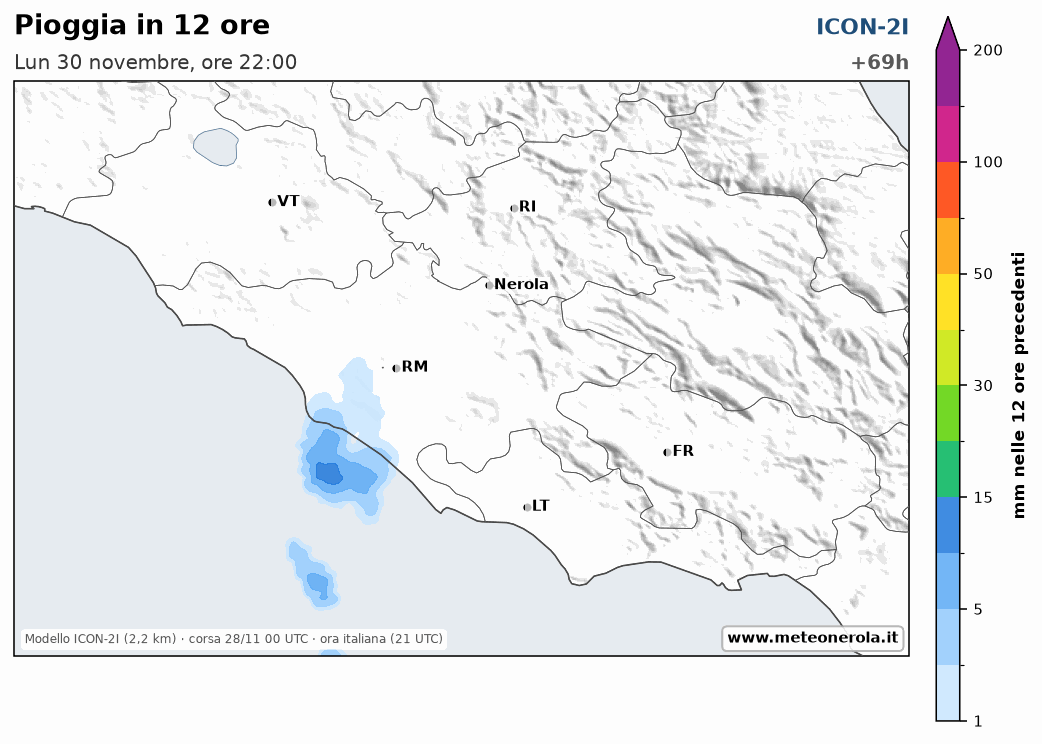 Pioggia in 12 ore
ICON-2I
Lun 30 novembre, ore 22:00
+69h
VT
RI
Nerola
RM
FR
LT
Modello ICON-2I (2,2 km) · corsa 28/11 00 UTC · ora italiana (21 UTC)
www.meteonerola.it
200
100
50
30
15
5
1
mm nelle 12 ore precedenti